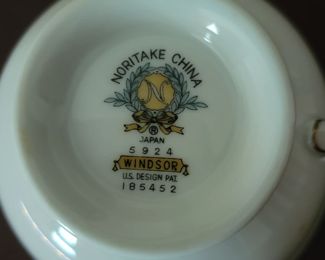 NORITAKE CHINA
N
®
JAPAN
5924
WINDSOR
U.S. DESIGN PAT.
185452